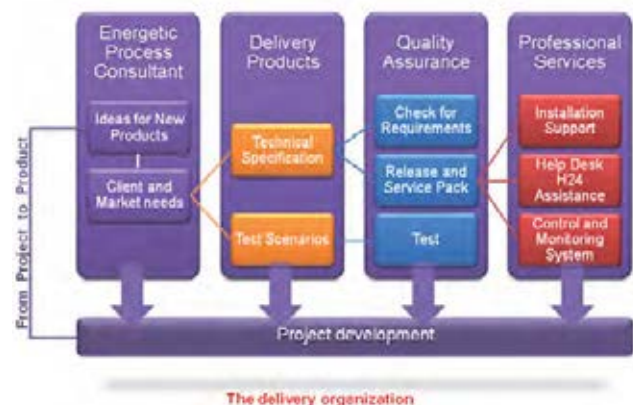 Energetic
Process
Consultant
Ideas for New
Products
Client and
Market needs
Delivery
Products
Technical
Specification
Test Scenarios
Quality
Assurance
Check for
Requirements
Release and
Service Pack
Test
Professional
Services
Installation
Support
Help Desk
H24
Assistance
Control and
Monitoring
System
From Project to Product
Project development
The delivery organization